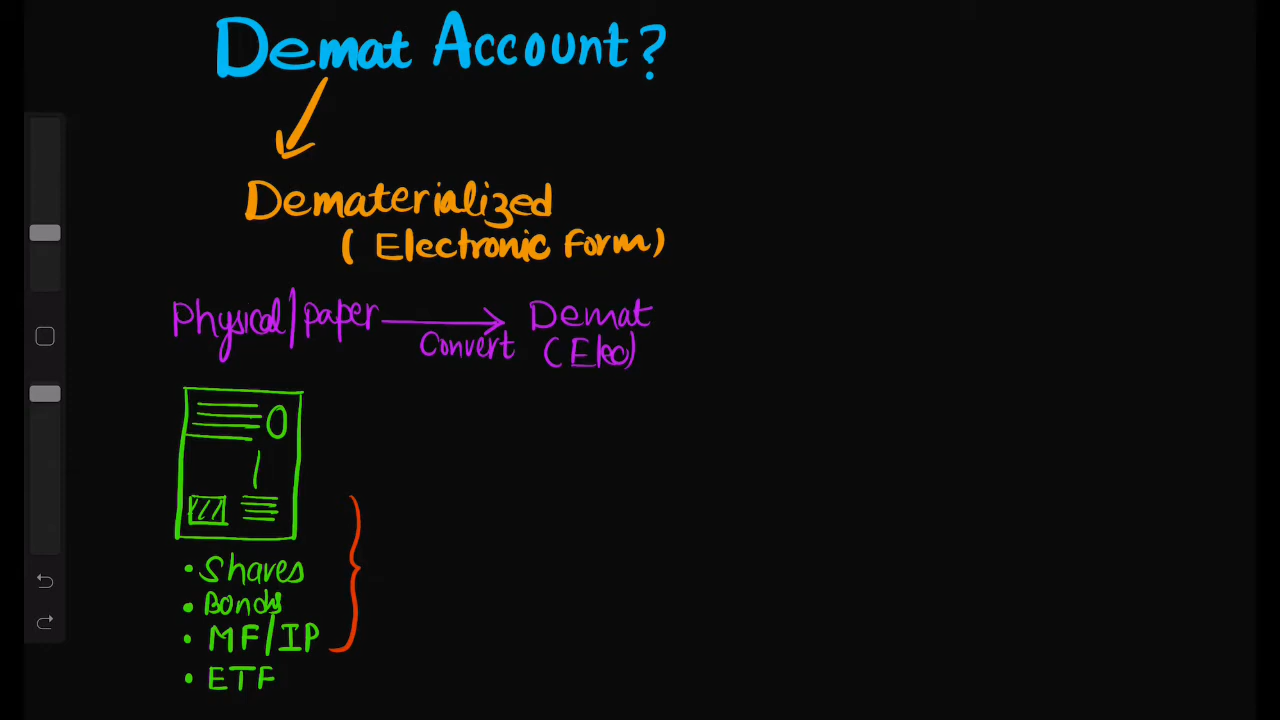 Demat Account?
Dematerialized
(Electronic form)
Physical/paper Convert Demat
(Elec)
• Shares
• Bonds
• MF/IP
• ETF